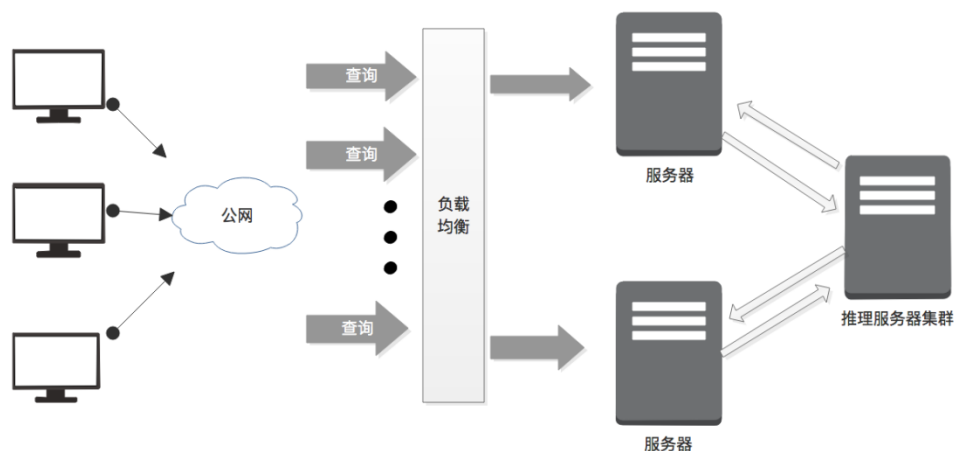 查询
查询
查询
公网
负载
均衡
服务器
服务器
推理服务器集群